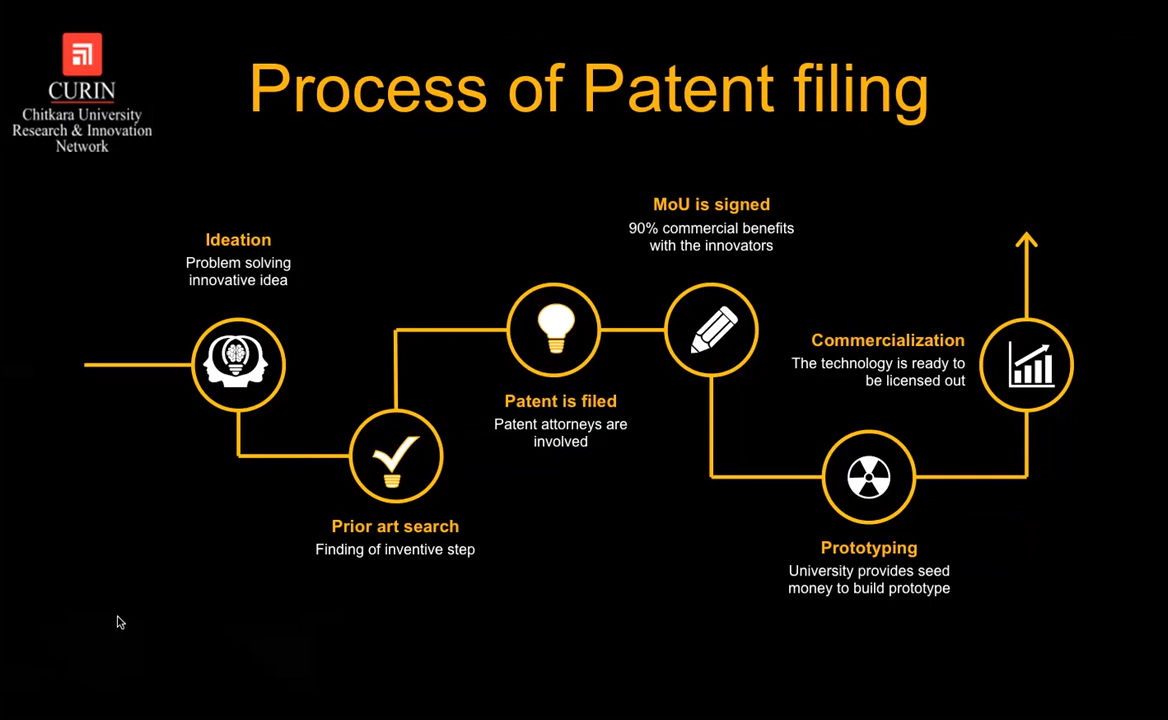 CURIN
Chitkara University
Research & Innovation
Network
Process of Patent filing
Ideation
Problem solving
innovative idea
Prior art search
Finding of inventive step
Patent is filed
Patent attorneys are
involved
MoU is signed
90% commercial benefits
with the innovators
Prototyping
University provides seed
money to build prototype
Commercialization
The technology is ready to
be licensed out